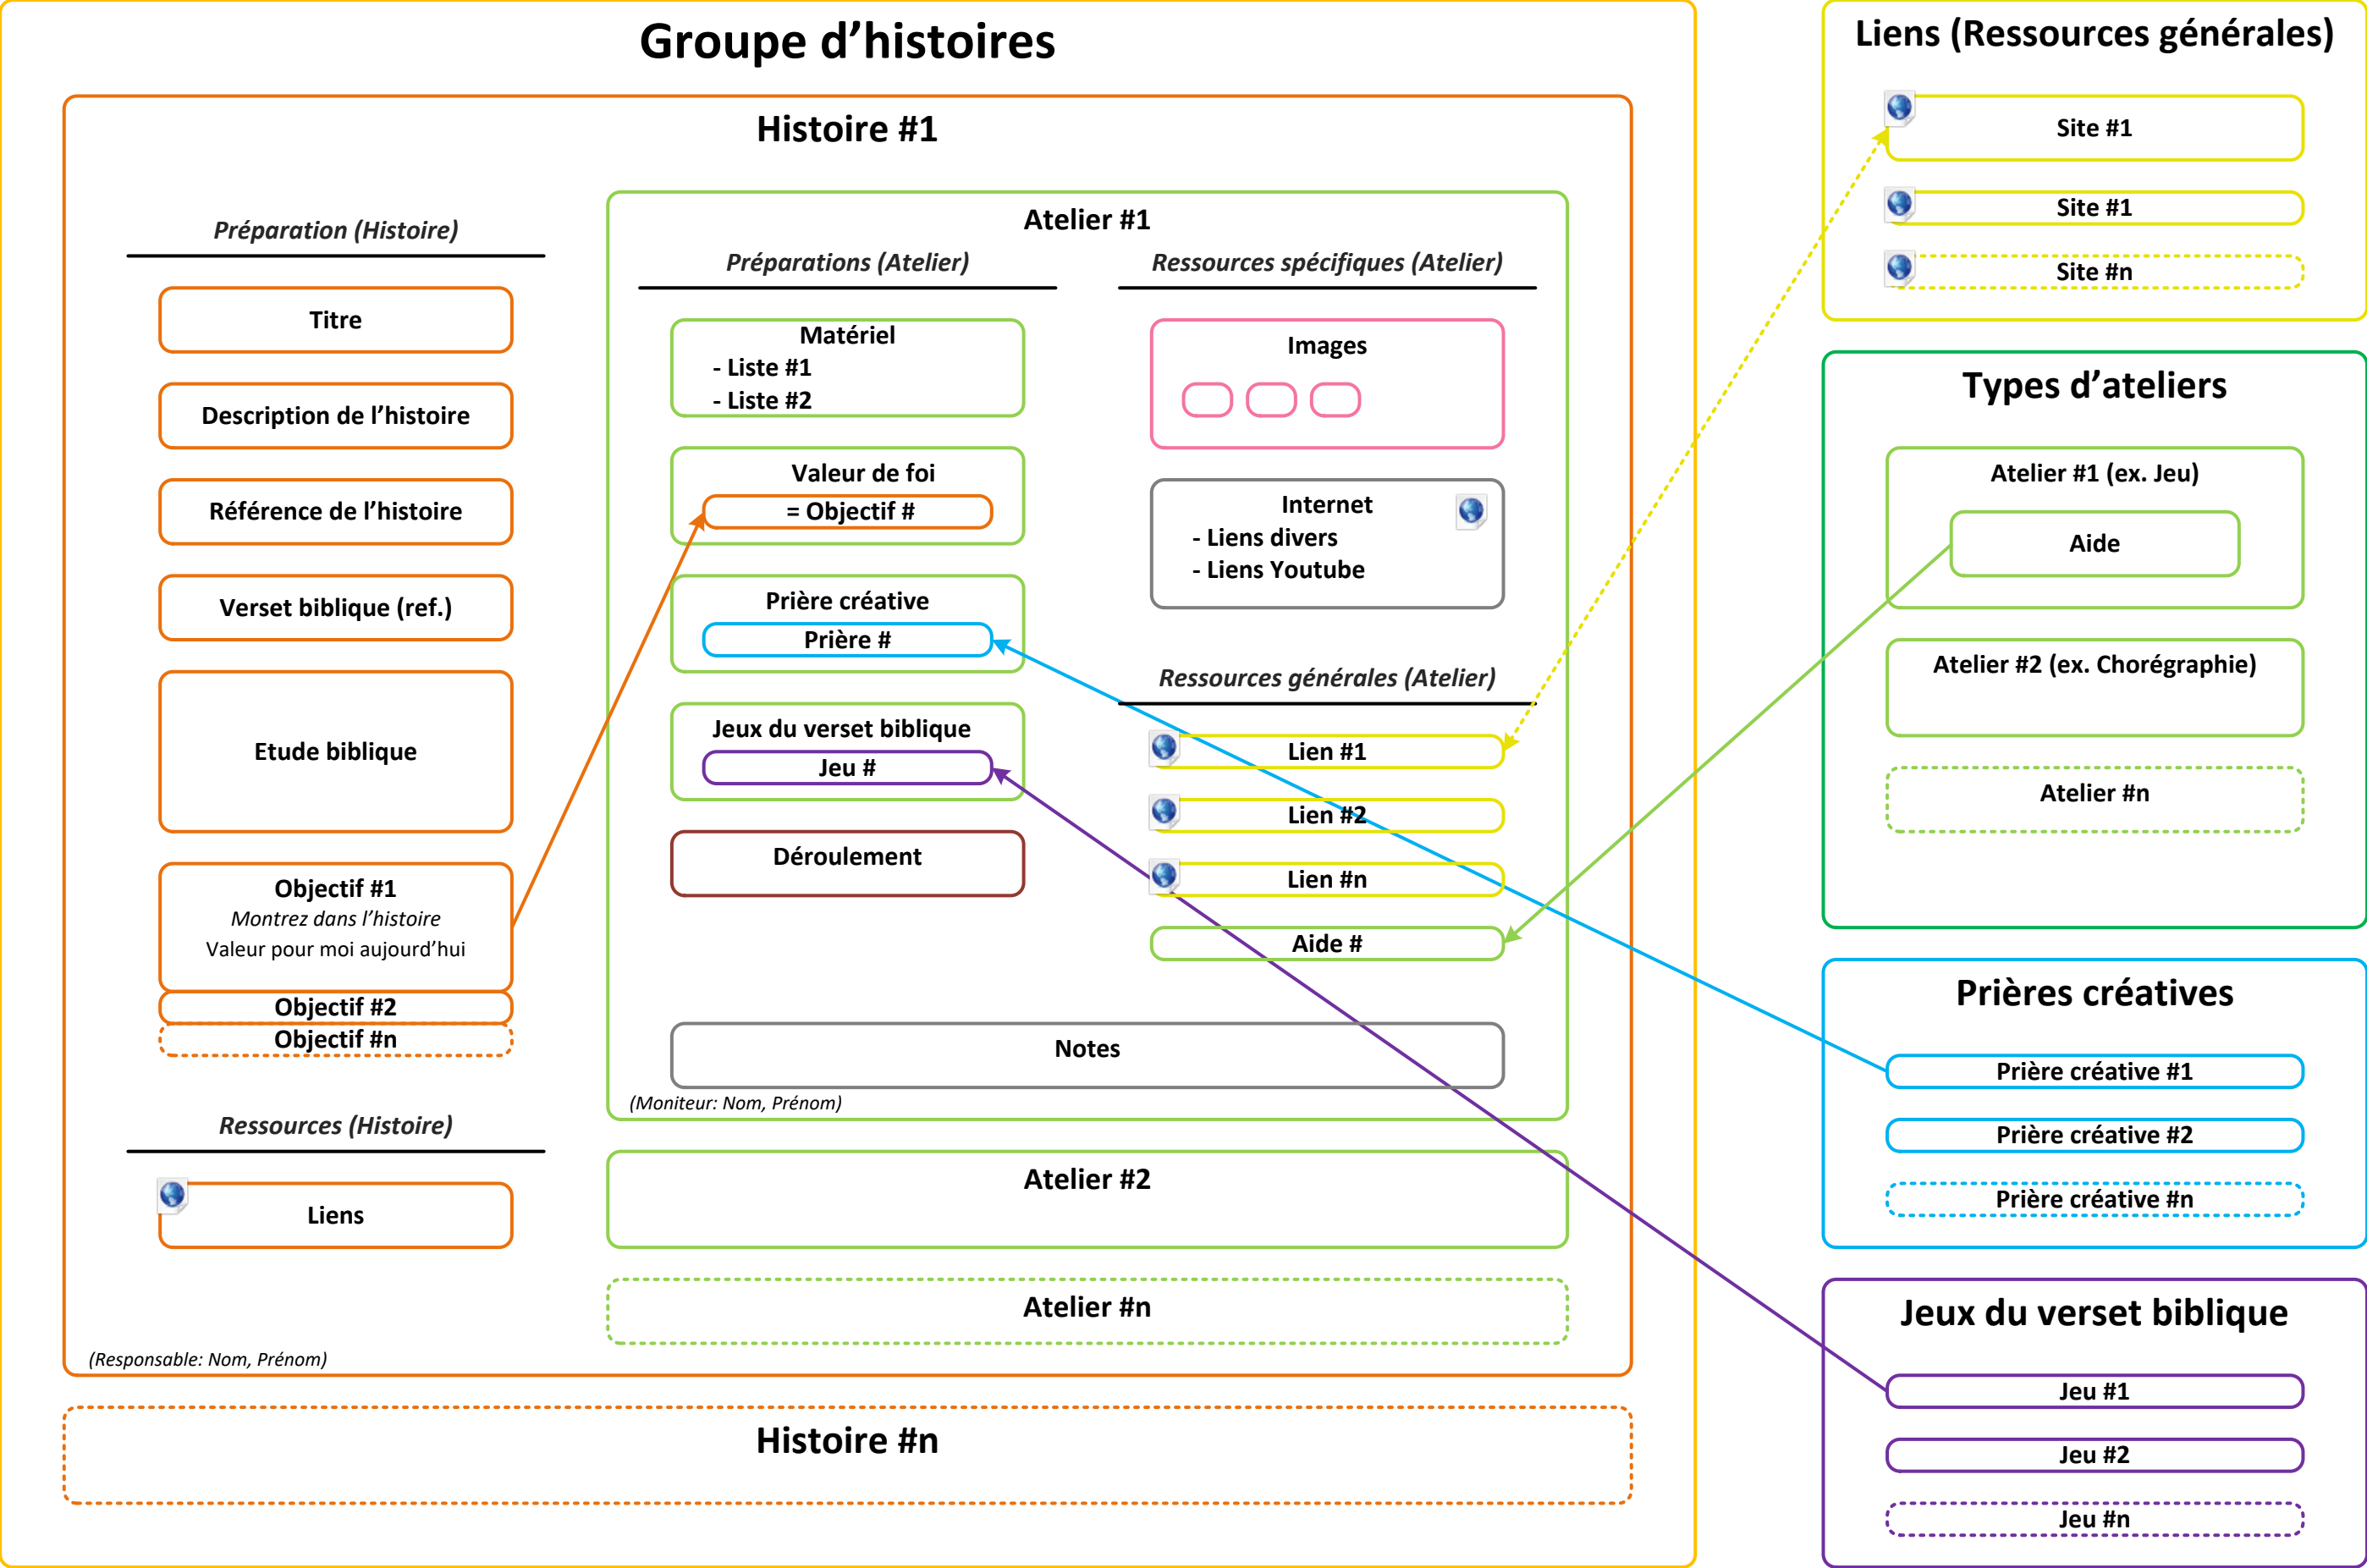 Groupe d'histoires
Histoire #1
Préparation (Histoire)
Titre
Description de l'histoire
Référence de l'histoire
Verset biblique (ref.)
Etude biblique
Objectif #1
Montrez dans l'histoire
Valeur pour moi aujourd'hui
Objectif #2
Objectif #n
Ressources (Histoire)
Liens
(Responsable: Nom, Prénom)
Atelier #1
Préparations (Atelier)
Matériel
- Liste #1
- Liste #2
Valeur de foi
= Objectif #
Prière créative
Prière #
Jeux du verset biblique
Jeu #
Déroulement
Ressources spécifiques (Atelier)
Images
Internet
- Liens divers
- Liens Youtube
Ressources générales (Atelier)
Lien #1
Lien #2
Lien #n
Aide #
Notes
(Moniteur: Nom, Prénom)
Atelier #2
Atelier #n
Histoire #n
Liens (Ressources générales)
Site #1
Site #1
Site #n
Types d'ateliers
Atelier #1 (ex. Jeu)
Aide
Atelier #2 (ex. Chorégraphie)
Atelier #n
Prières créatives
Prière créative #1
Prière créative #2
Prière créative #n
Jeux du verset biblique
Jeu #1
Jeu #2
Jeu #n